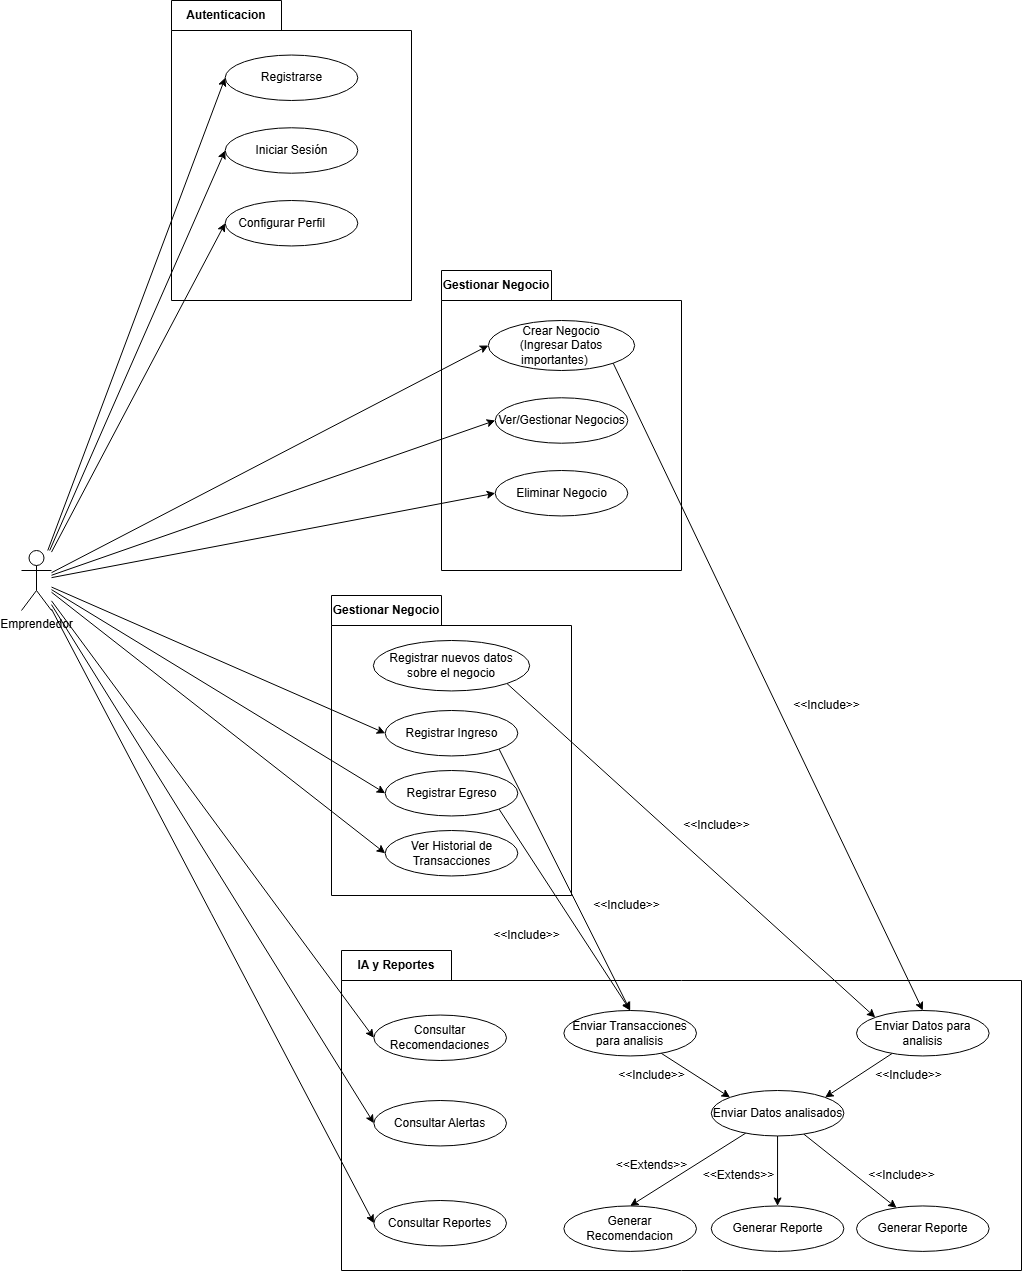 Autenticacion
Registrarse
Iniciar Sesión
Configurar Perfil
Gestionar Negocio
Crear Negocio
(Ingresar Datos
importantes)
Ver/Gestionar Negocios
Eliminar Negocio
Emprendedor
Gestionar Negocio
Registrar nuevos datos
sobre el negocio
Registrar Ingreso
Registrar Egreso
Ver Historial de
Transacciones
<<Include>>
<<Include>>
<<Include>>
<<Include>>
IA y Reportes
Consultar
Recomendaciones
Enviar Transacciones
para analisis
Enviar Datos para
analisis
<<Include>>
<<Include>>
Consultar Alertas
Enviar Datos analisados
<<Extends>>
<<Extends>>
<<Include>>
Consultar Reportes
Generar
Recomendacion
Generar Reporte
Generar Reporte